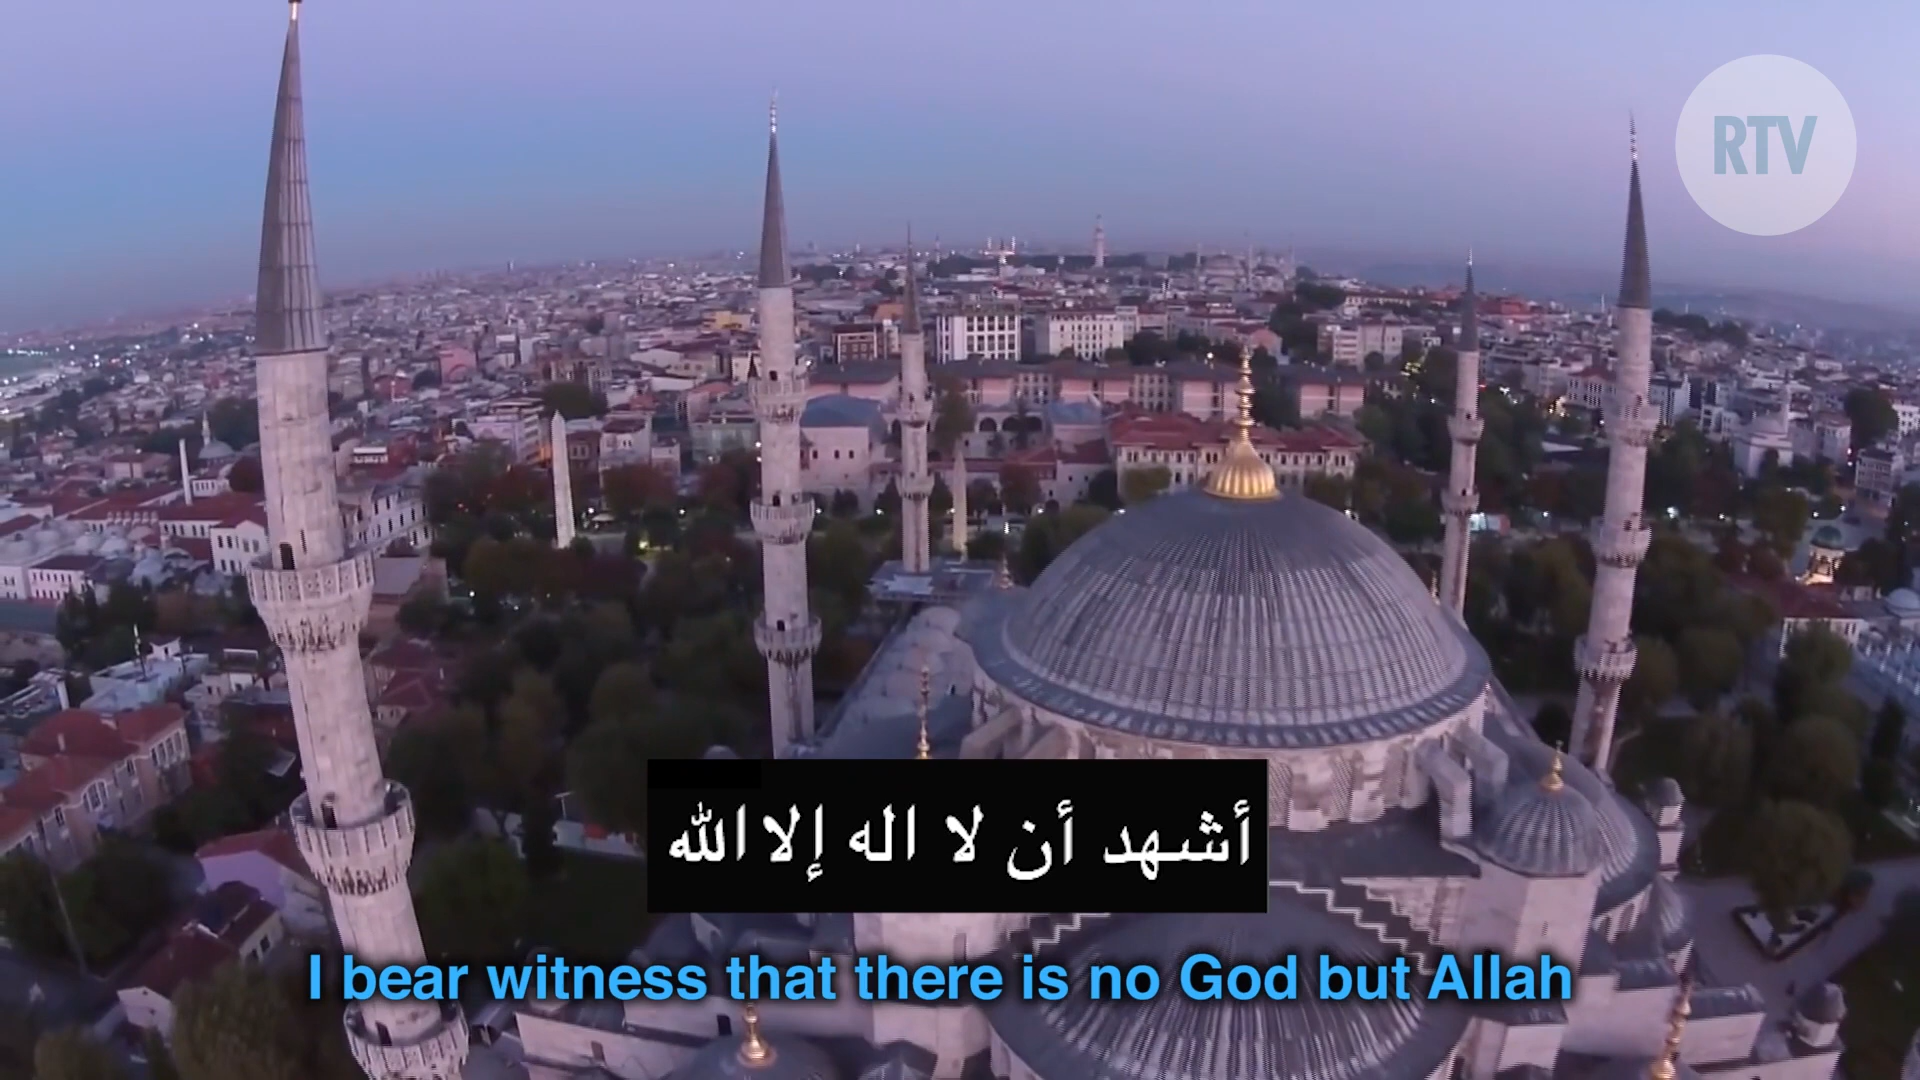 RTV
أشهد أن لا اله إلا الله
I bear witness that there is no God but Allah